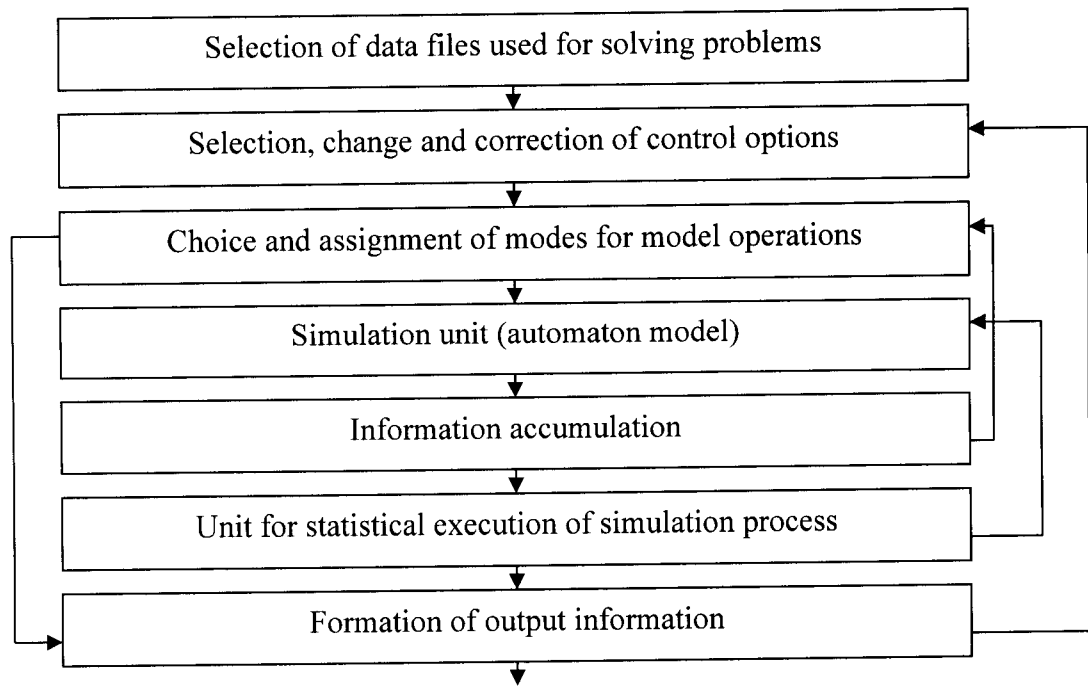 Selection of data files used for solving problems
Selection, change and correction of control options
Choice and assignment of modes for model operations
Simulation unit (automaton model)
Information accumulation
Unit for statistical execution of simulation process
Formation of output information